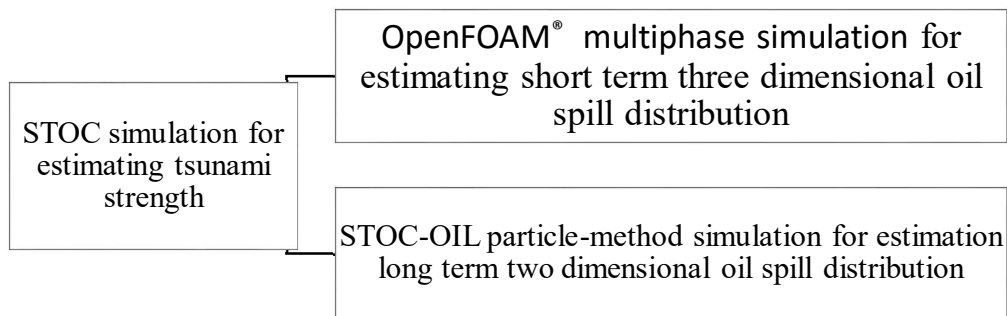 STOC simulation for
estimating tsunami
strength
OpenFOAM® multiphase simulation for
estimating short term three dimensional oil
spill distribution
STOC-OIL particle-method simulation for estimation
long term two dimensional oil spill distribution